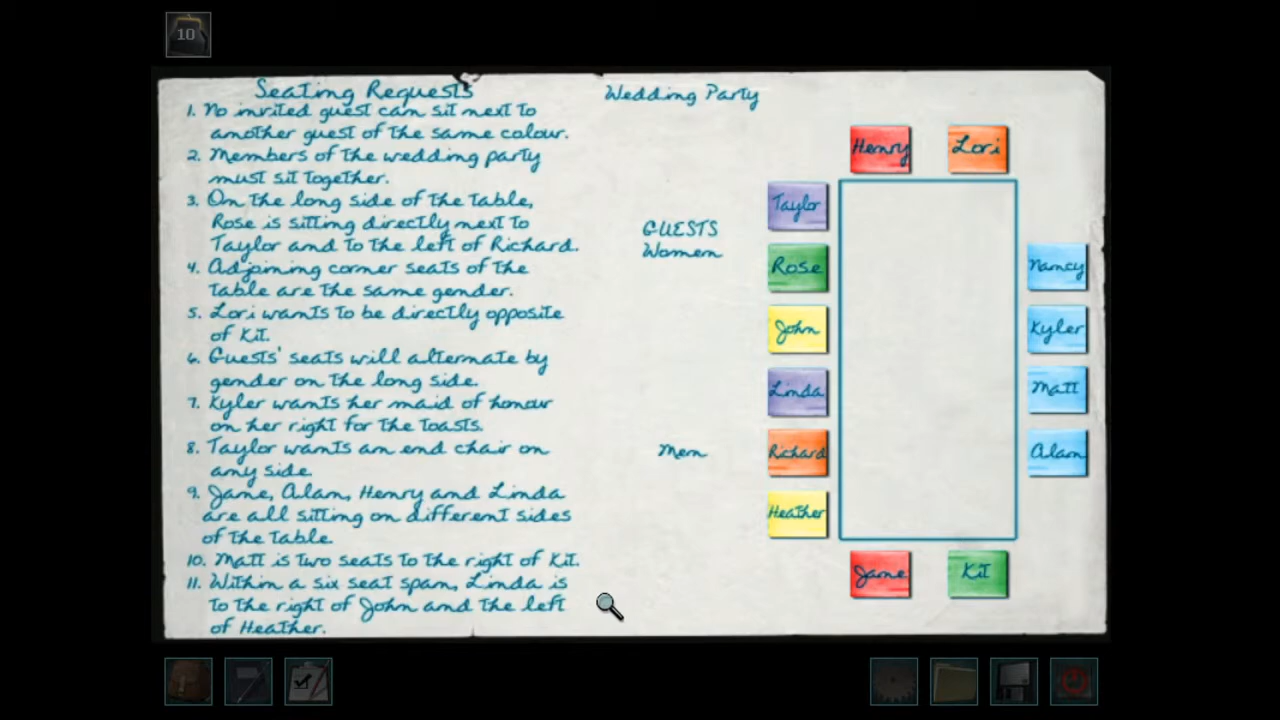 10
Seating Requests
1. No invited guest can sit next to
another guest of the same colour.
2. Members of the wedding party
must sit together.
3. On the long side of the table,
Rose is sitting directly next to
Taylor and to the left of Richard.
4. Adjoining corner seats of the
table are the same gender.
5. Lori wants to be directly opposite
of Kit.
6. Guests' seats will alternate by
gender on the long side.
7. Kyler wants her maid of honour
on her right for the toasts.
8. Taylor wants an end chair on
any side.
9. Jane, Alan, Henry and Linda
are all sitting on different sides
of the table.
10. Matt is two seats to the right of Kit.
11. Within a six seat span, Linda is
to the right of John and the left
of Heather.
Wedding Party
GUESTS
Women
Men
Henry
Lori
Taylor
Rose
John
Linda
Richard
Heather
Nancy
Kyler
Matt
Alan
Jane
Kit